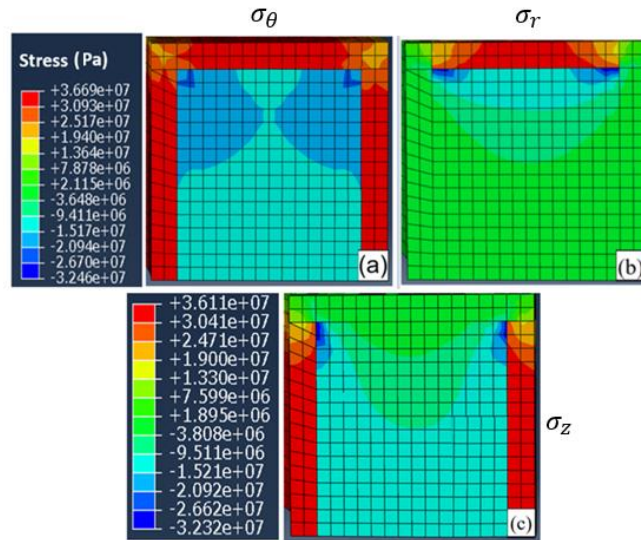 σ_θ
σ_r
Stress (Pa)
+3.669e+07
+3.093e+07
+2.517e+07
+1.940e+07
+1.364e+07
+7.878e+06
+2.115e+06
-3.648e+06
-9.411e+06
-1.517e+07
-2.094e+07
-2.670e+07
-3.246e+07
(a)
(b)
+3.611e+07
+3.041e+07
+2.471e+07
+1.900e+07
+1.330e+07
+7.599e+06
+1.895e+06
-3.808e+06
-9.511e+06
-1.521e+07
-2.092e+07
-2.662e+07
-3.232e+07
σ_z
(c)